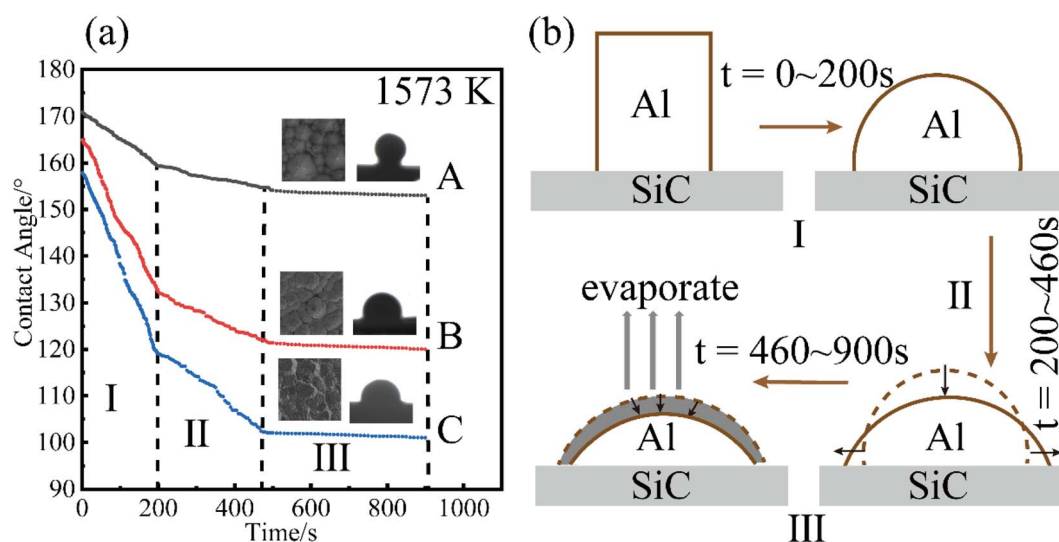 (a)
1573 K
180
170
160
150
140
130
120
110
100
90
Contact Angle/°
A
B
C
I
II
III
0
200
400
600
800
1000
Time/s
(b)
Al
SiC
t = 0~200s
Al
SiC
I
II
t = 200~460s
evaporate
t = 460~900s
Al
SiC
Al
SiC
III